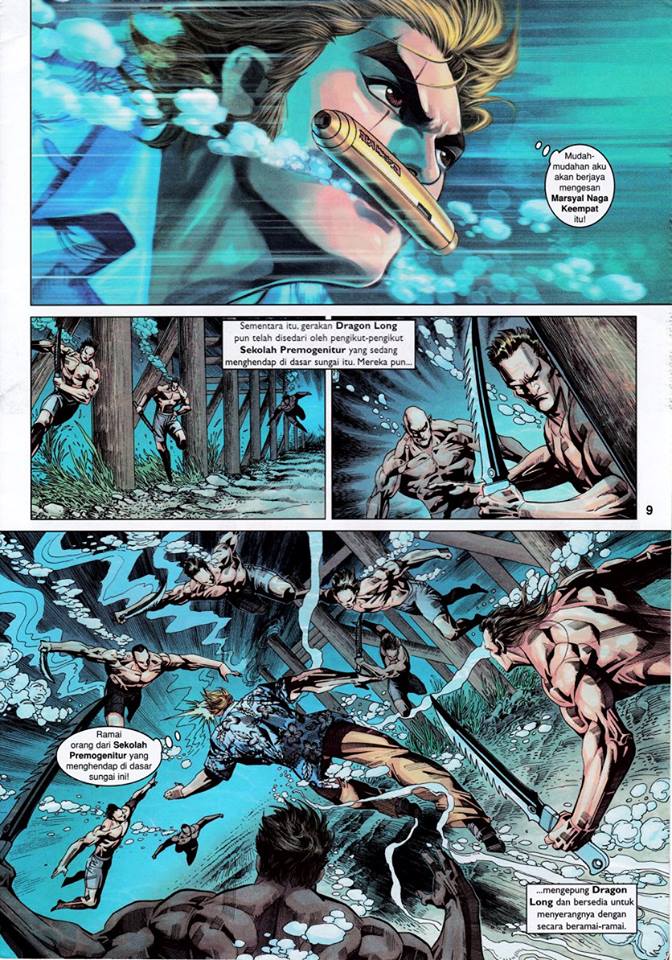 Mudah-
mudahan aku
akan berjaya
mengesan
Marsyal Naga
Keempat
itu!
Sementara itu, gerakan Dragon Long
pun telah disedari oleh pengikut-pengikut
Sekolah Premogenitur yang sedang
menghendap di dasar sungai itu. Mereka pun...
9
Ramai
orang dari Sekolah
Premogenitur yang
menghendap di dasar
sungai ini!
...mengepung Dragon
Long dan bersedia untuk
menyerangnya dengan
secara beramai-ramai.